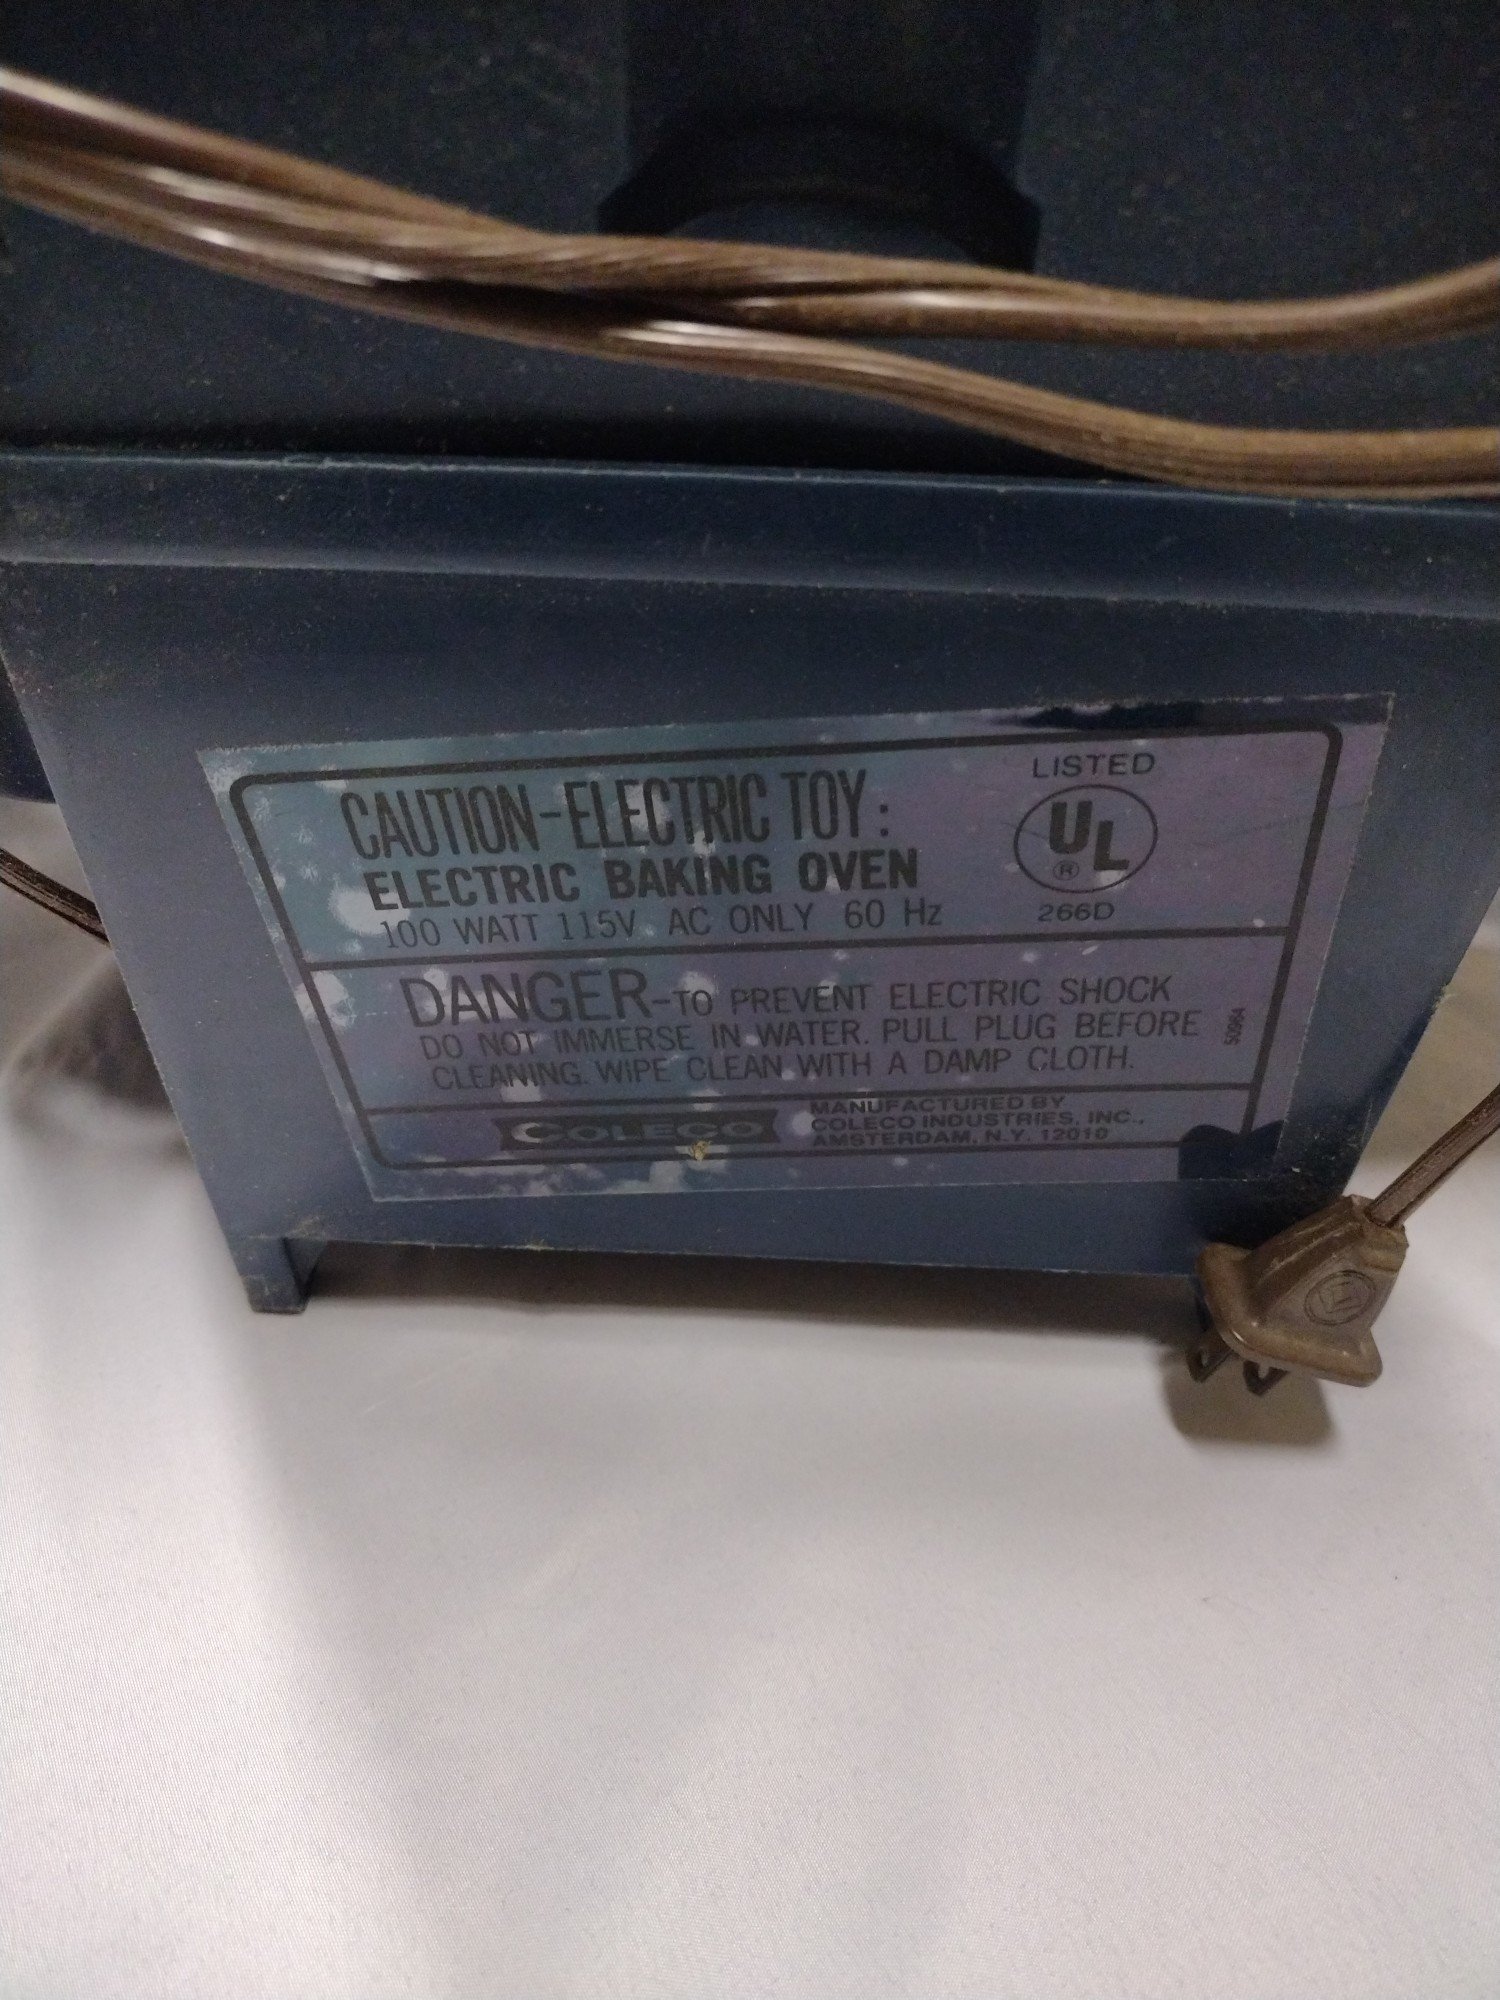 CAUTION-ELECTRIC TOY:
ELECTRIC BAKING OVEN
100 WATT 115V AC ONLY 60 Hz
LISTED
UL
®
266D
DANGER-TO PREVENT ELECTRIC SHOCK
DO NOT IMMERSE IN WATER. PULL PLUG BEFORE
CLEANING. WIPE CLEAN WITH A DAMP CLOTH.
50964
COLECO
MANUFACTURED BY
COLECO INDUSTRIES, INC.,
AMSTERDAM, N.Y. 12010